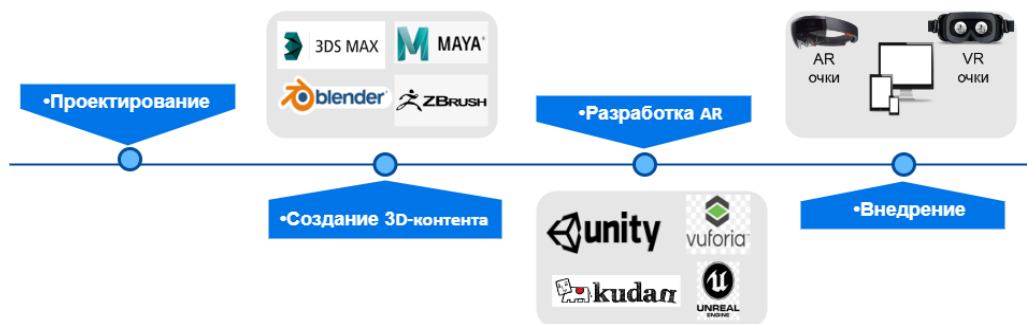 •Проектирование
3DS MAX
MAYA®
blender
ZBRUSH
•Создание 3D-контента
•Разработка AR
unity
vuforia™
kudan
UNREAL
ENGINE
AR
очки
VR
очки
•Внедрение